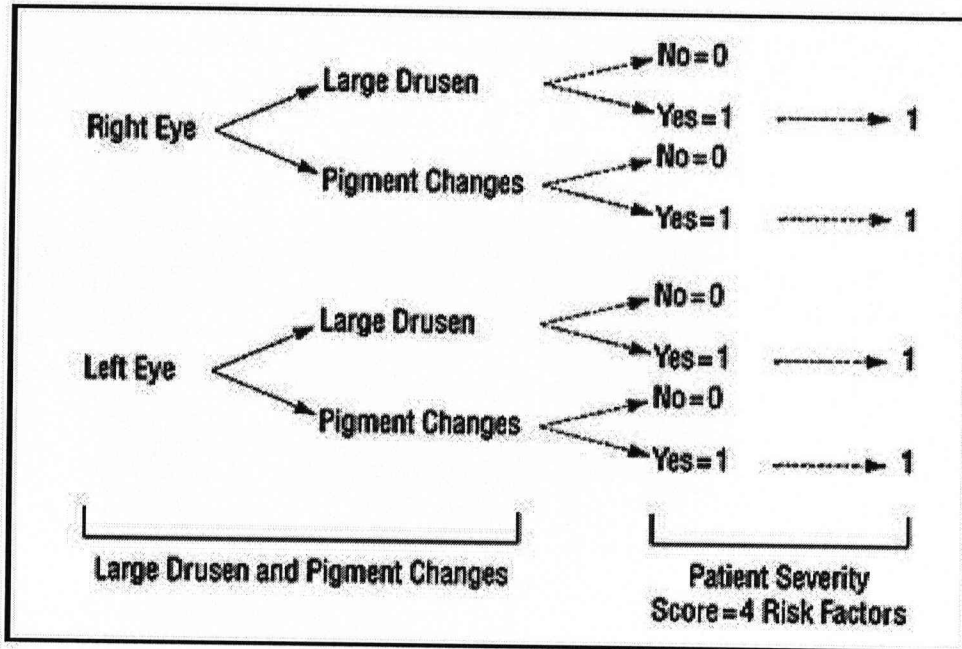 No=0
Large Drusen
Yes=1 1
Right Eye
No=0
Pigment Changes
Yes=1 1
No=0
Large Drusen
Yes=1 1
Left Eye
No=0
Pigment Changes
Yes=1 1
Large Drusen and Pigment Changes
Patient Severity
Score=4 Risk Factors